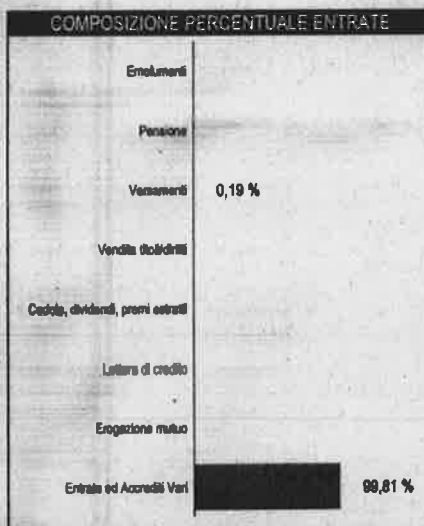 COMPOSIZIONE PERCENTUALE ENTRATE
Emolumenti
Pensione
Versamenti 0,19 %
Vendita titoli/diritti
Cedole, dividendi, premi estratti
Lettera di credito
Erogazione mutuo
Entrate ed Accrediti Vari 99,81 %